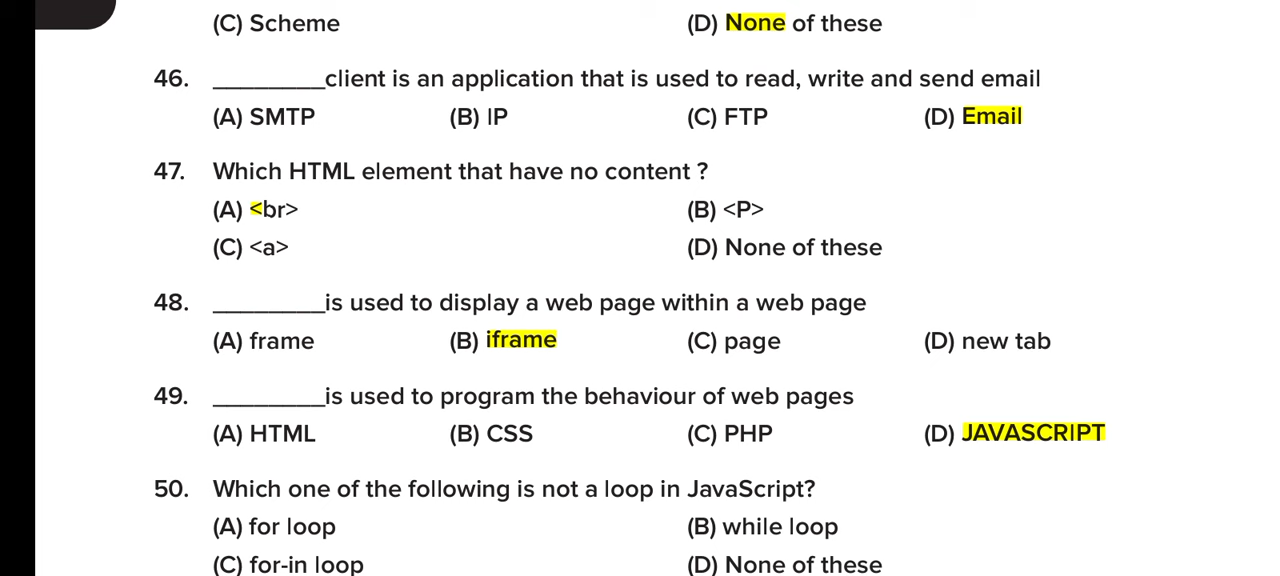 (C) Scheme (D) None of these
46. ________client is an application that is used to read, write and send email
(A) SMTP (B) IP (C) FTP (D) Email
47. Which HTML element that have no content ?
(A) <br> (B) <P>
(C) <a> (D) None of these
48. ________is used to display a web page within a web page
(A) frame (B) iframe (C) page (D) new tab
49. ________is used to program the behaviour of web pages
(A) HTML (B) CSS (C) PHP (D) JAVASCRIPT
50. Which one of the following is not a loop in JavaScript?
(A) for loop (B) while loop
(C) for-in loop (D) None of these